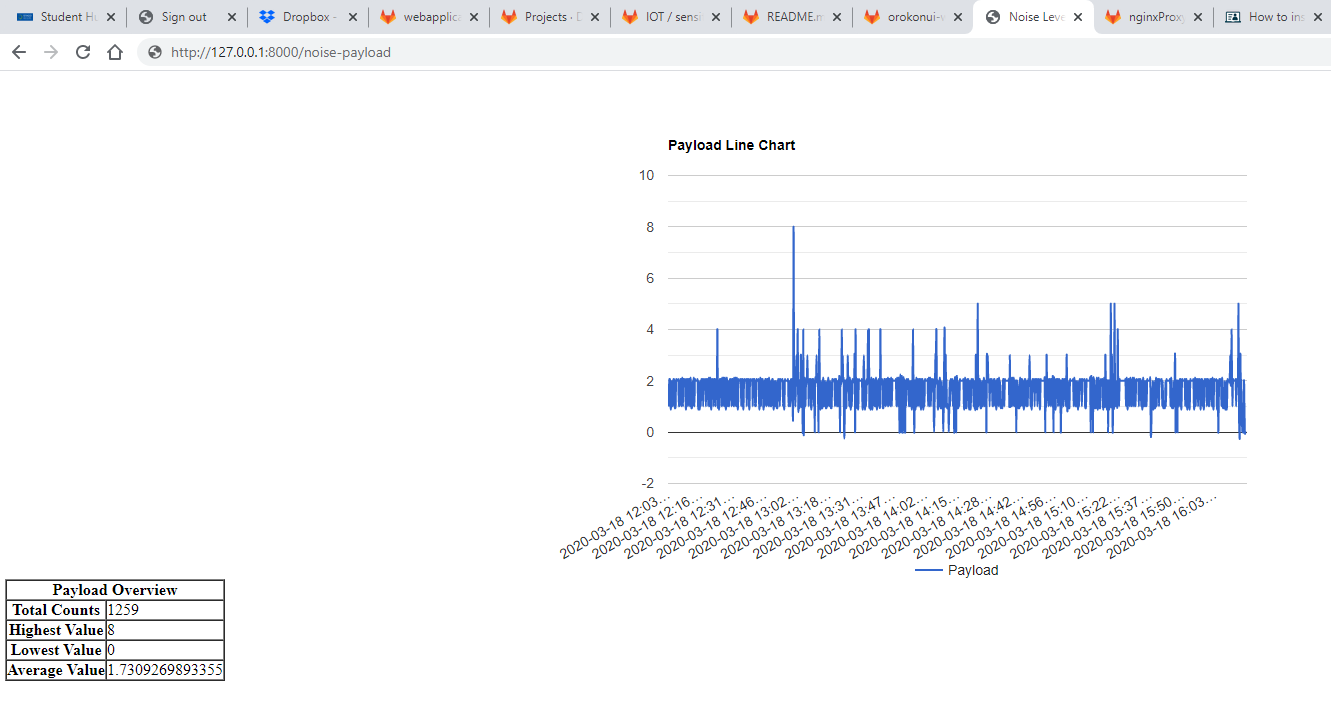 Student Hu
Sign out
Dropbox -
webapplica
Projects · D
IOT / sensi
README.m
orokonui-v
Noise Leve
nginxProxy
How to ins
http://127.0.0.1:8000/noise-payload
Payload Line Chart
10
8
6
4
2
0
-2
2020-03-18 12:03…
2020-03-18 12:16…
2020-03-18 12:31…
2020-03-18 12:46…
2020-03-18 13:02…
2020-03-18 13:18…
2020-03-18 13:31…
2020-03-18 13:47…
2020-03-18 14:02…
2020-03-18 14:15…
2020-03-18 14:28…
2020-03-18 14:42…
2020-03-18 14:56…
2020-03-18 15:10…
2020-03-18 15:22…
2020-03-18 15:37…
2020-03-18 15:50…
2020-03-18 16:03…
Payload
Payload Overview
Total Counts 1259
Highest Value 8
Lowest Value 0
Average Value 1.7309269893355